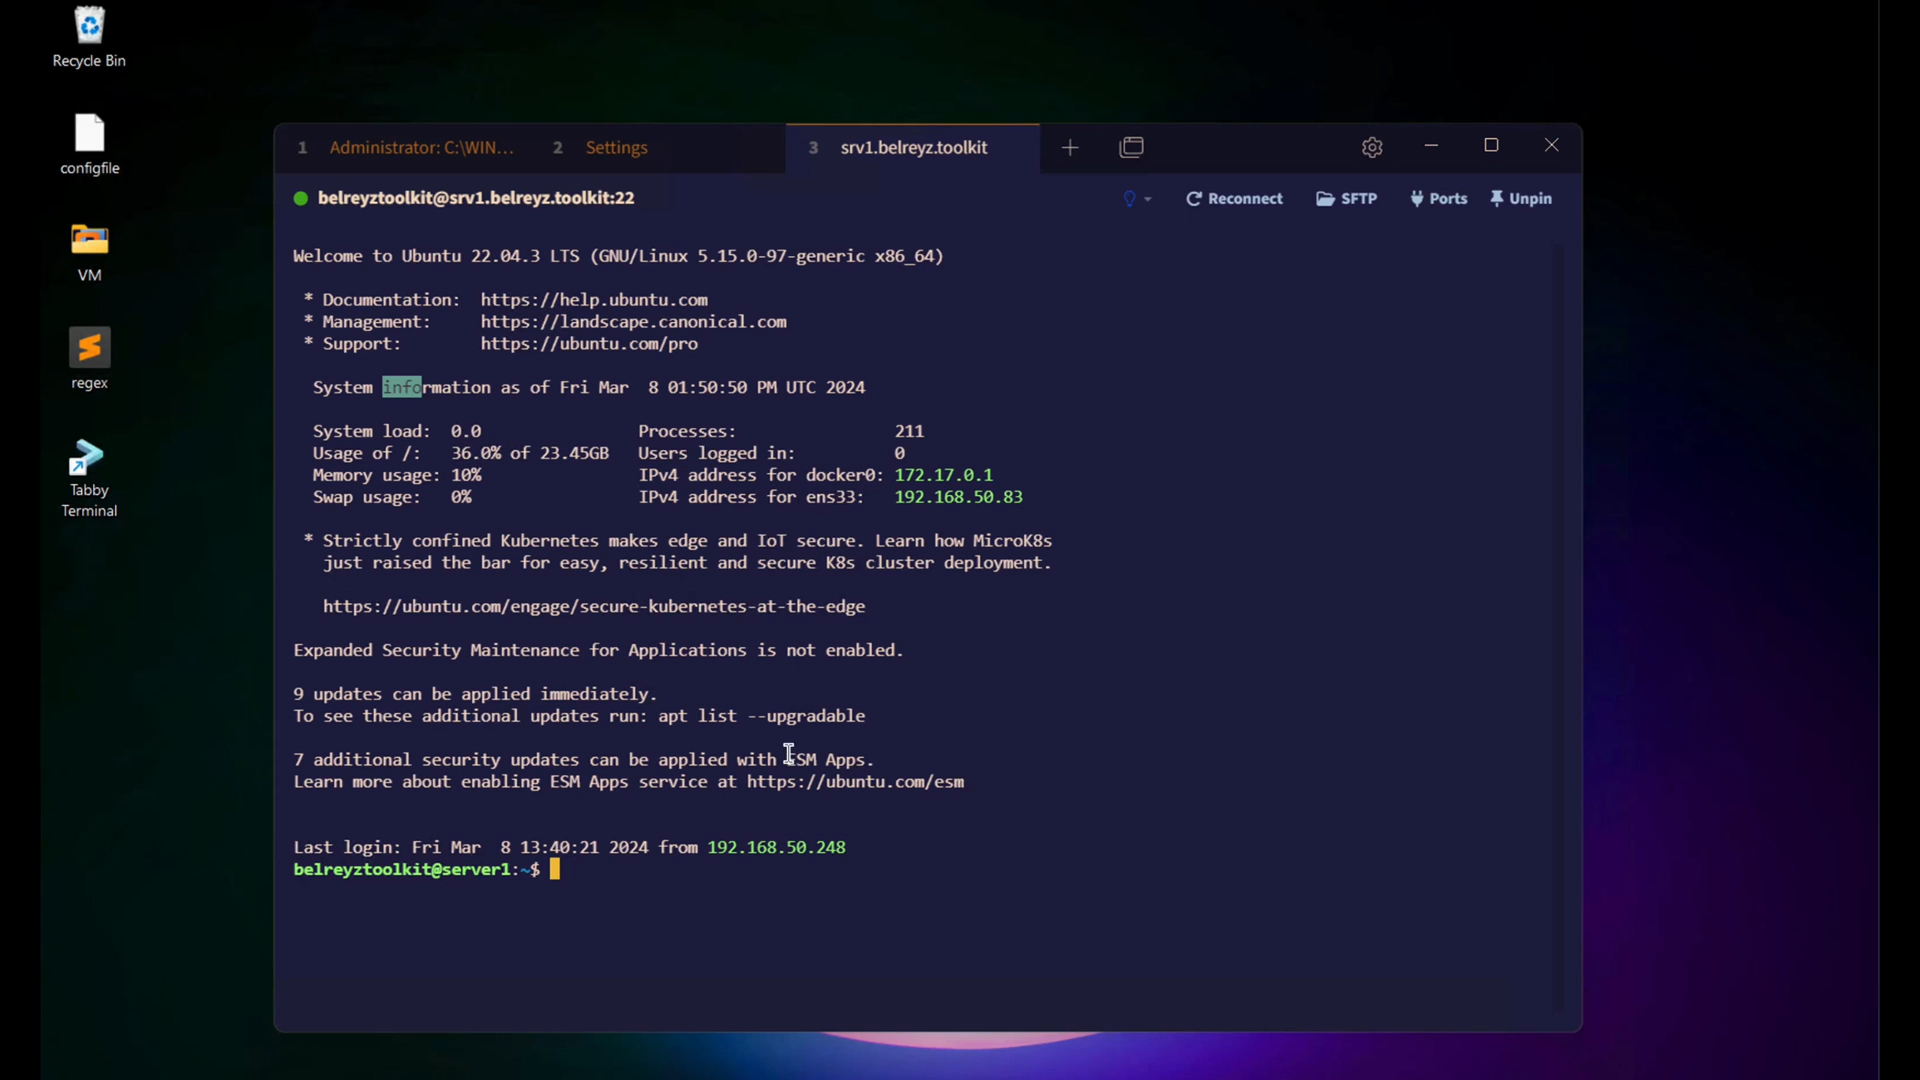 Recycle Bin
configfile
VM
regex
Tabby
Terminal
1 Administrator: C:\WIN... 2 Settings 3 srv1.belreyz.toolkit
belreyztoolkit@srv1.belreyz.toolkit:22 Reconnect SFTP Ports Unpin
Welcome to Ubuntu 22.04.3 LTS (GNU/Linux 5.15.0-97-generic x86_64)
* Documentation: https://help.ubuntu.com
* Management: https://landscape.canonical.com
* Support: https://ubuntu.com/pro
System information as of Fri Mar 8 01:50:50 PM UTC 2024
System load: 0.0 Processes: 211
Usage of /: 36.0% of 23.45GB Users logged in: 0
Memory usage: 10% IPv4 address for docker0: 172.17.0.1
Swap usage: 0% IPv4 address for ens33: 192.168.50.83
* Strictly confined Kubernetes makes edge and IoT secure. Learn how MicroK8s
just raised the bar for easy, resilient and secure K8s cluster deployment.
https://ubuntu.com/engage/secure-kubernetes-at-the-edge
Expanded Security Maintenance for Applications is not enabled.
9 updates can be applied immediately.
To see these additional updates run: apt list --upgradable
7 additional security updates can be applied with ESM Apps.
Learn more about enabling ESM Apps service at https://ubuntu.com/esm
Last login: Fri Mar 8 13:40:21 2024 from 192.168.50.248
belreyztoolkit@server1:~$